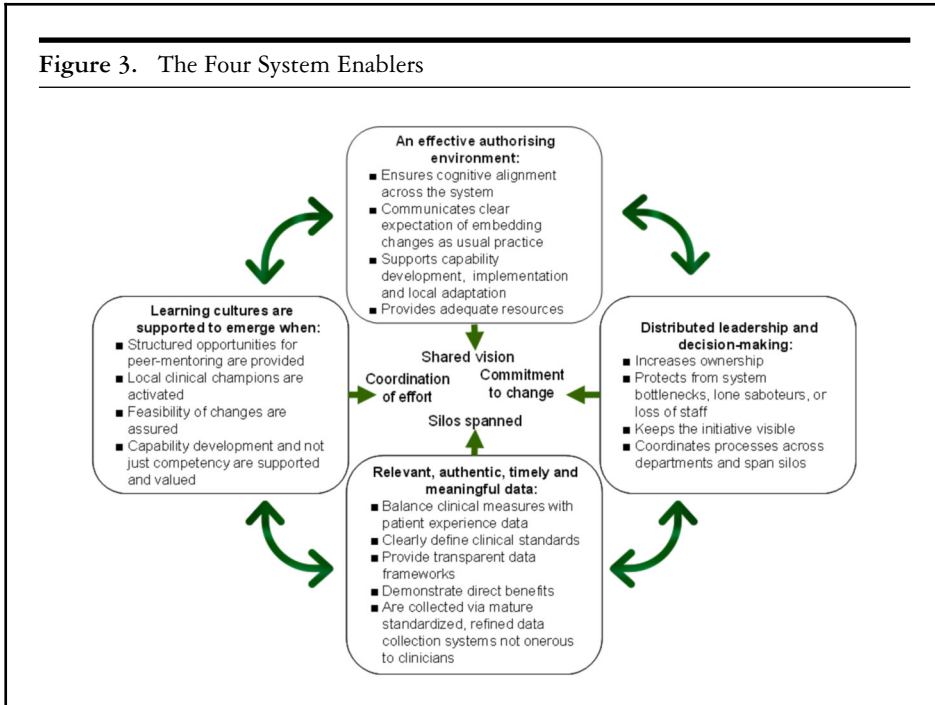 Figure 3. The Four System Enablers
An effective authorising
environment:
■ Ensures cognitive alignment
across the system
■ Communicates clear
expectation of embedding
changes as usual practice
■ Supports capability
development, implementation
and local adaptation
■ Provides adequate resources
Learning cultures are
supported to emerge when:
■ Structured opportunities for
peer-mentoring are provided
■ Local clinical champions are
activated
■ Feasibility of changes are
assured
■ Capability development and not
just competency are supported
and valued
Shared vision
Coordination
of effort
Commitment
to change
Silos spanned
Distributed leadership and
decision-making:
■ Increases ownership
■ Protects from system
bottlenecks, lone saboteurs, or
loss of staff
■ Keeps the initiative visible
■ Coordinates processes across
departments and span silos
Relevant, authentic, timely and
meaningful data:
■ Balance clinical measures with
patient experience data
■ Clearly define clinical standards
■ Provide transparent data
frameworks
■ Demonstrate direct benefits
■ Are collected via mature
standardized, refined data
collection systems not onerous
to clinicians